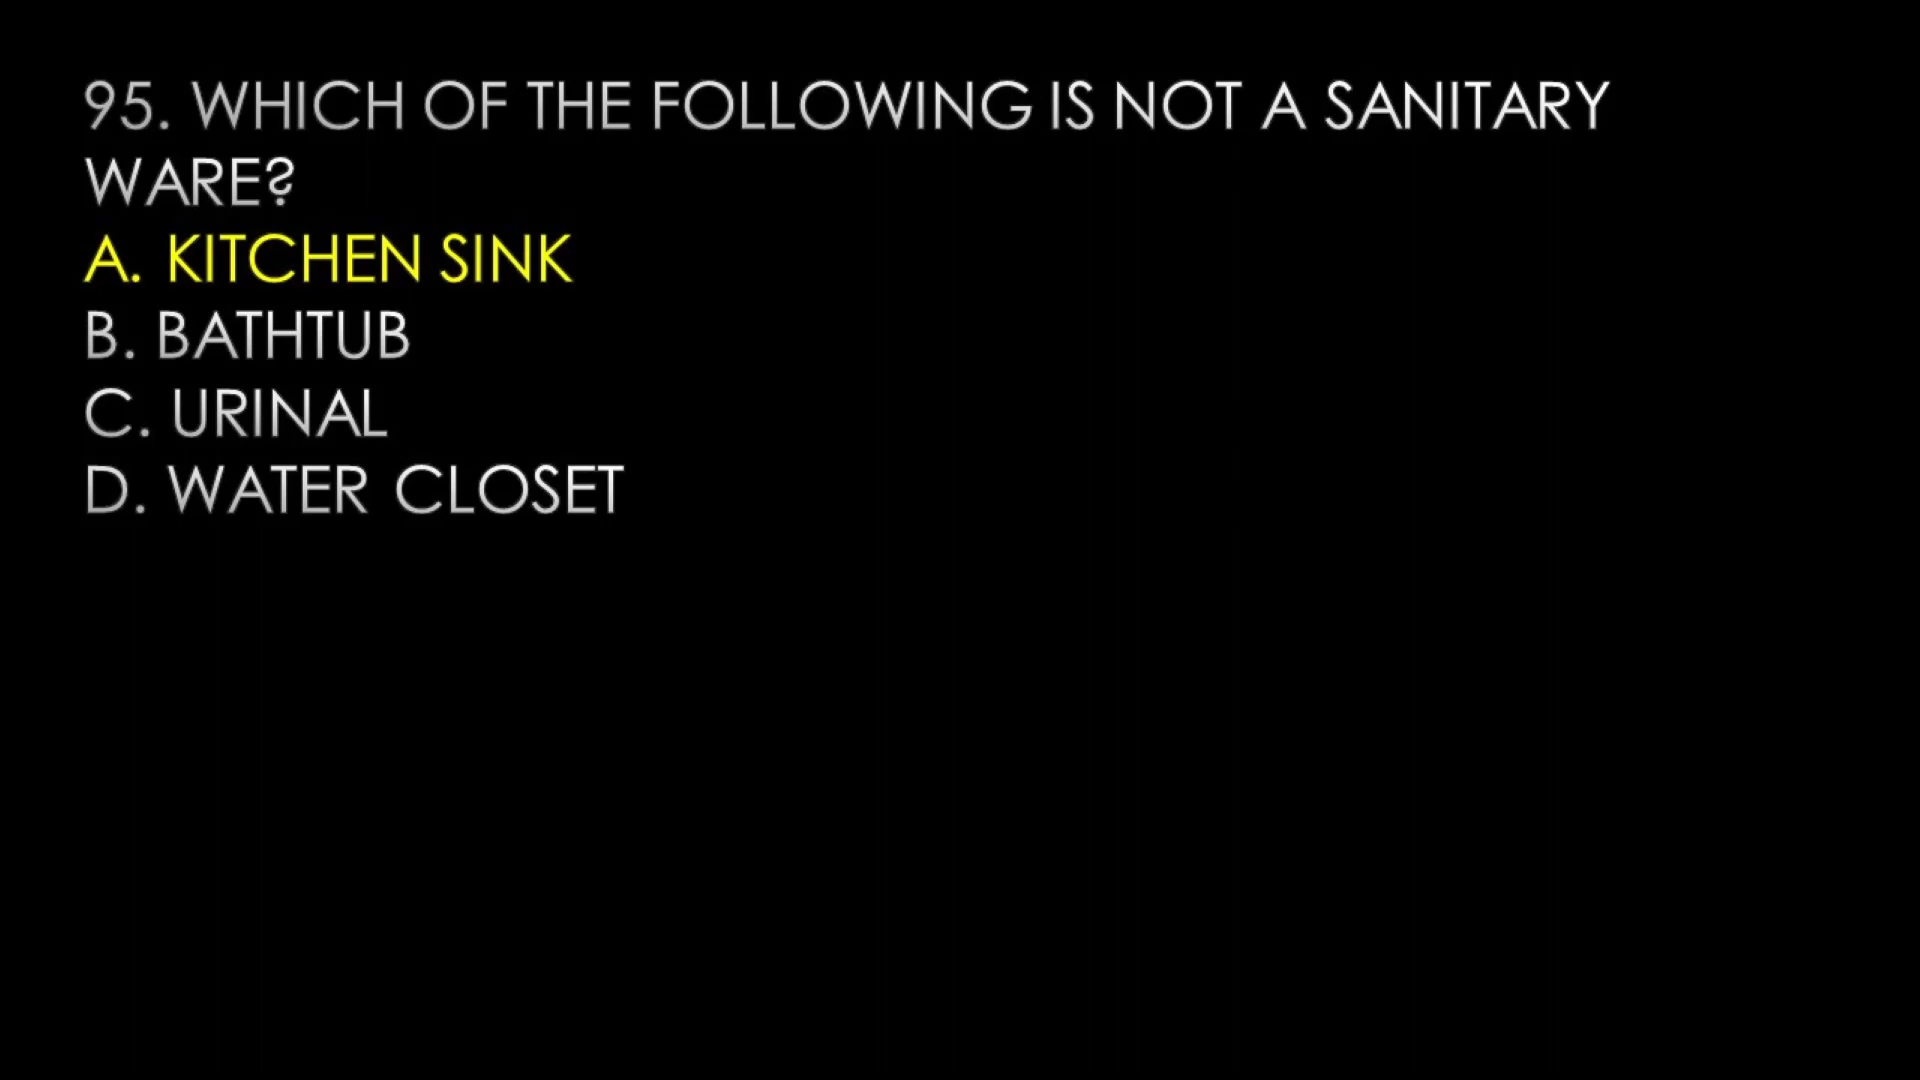 95. WHICH OF THE FOLLOWING IS NOT A SANITARY
WARE?
A. KITCHEN SINK
B. BATHTUB
C. URINAL
D. WATER CLOSET